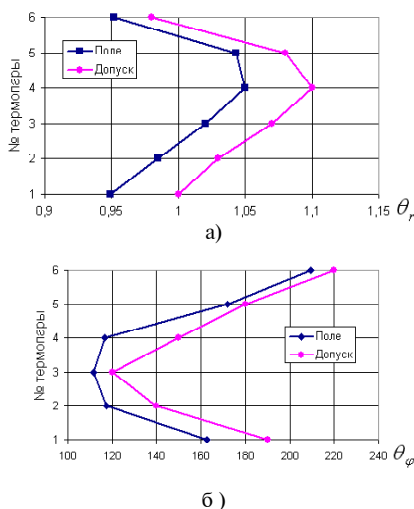 № термопары
6
5
4
3
2
1
Поле
Допуск
0,9 0,95 1 1,05 1,1 1,15
θr
а)
№ термопары
6
5
4
3
2
1
Поле
Допуск
100 120 140 160 180 200 220 240
θφ
б )